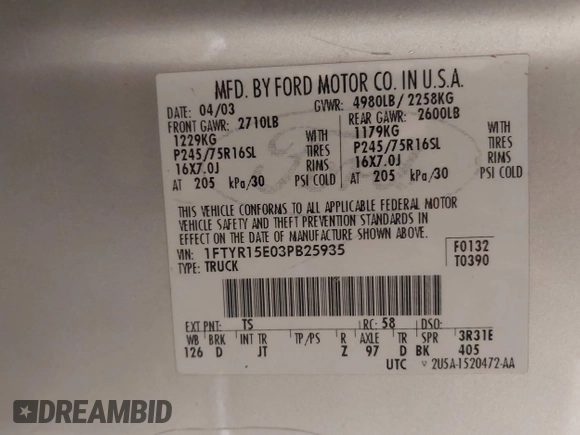 MFD. BY FORD MOTOR CO. IN U.S.A.
DATE: 04/03 GVWR: 4980LB/ 2258KG
FRONT GAWR: 2710LB REAR GAWR: 2600LB
1229KG WITH 1179KG WITH
P245/75R16SL TIRES P245/75R16SL TIRES
16X7.0J RIMS 16X7.0J RIMS
AT 205 kPa/30 PSI COLD AT 205 kPa/30 PSI COLD
THIS VEHICLE CONFORMS TO ALL APPLICABLE FEDERAL MOTOR
VEHICLE SAFETY AND THEFT PREVENTION STANDARDS IN
EFFECT ON THE DATE OF MANUFACTURE SHOWN ABOVE.
VIN: 1FTYR15E03PB25935 F0132
TYPE: TRUCK T0390
EXT PNT: TS RC: 58 DSO:
WB BRK INT TR TP/PS R AXLE TR SPR 3R31E
126 D JT Z 97 D BK 405
UTC 2U5A-1520472-AA
DREAMBID